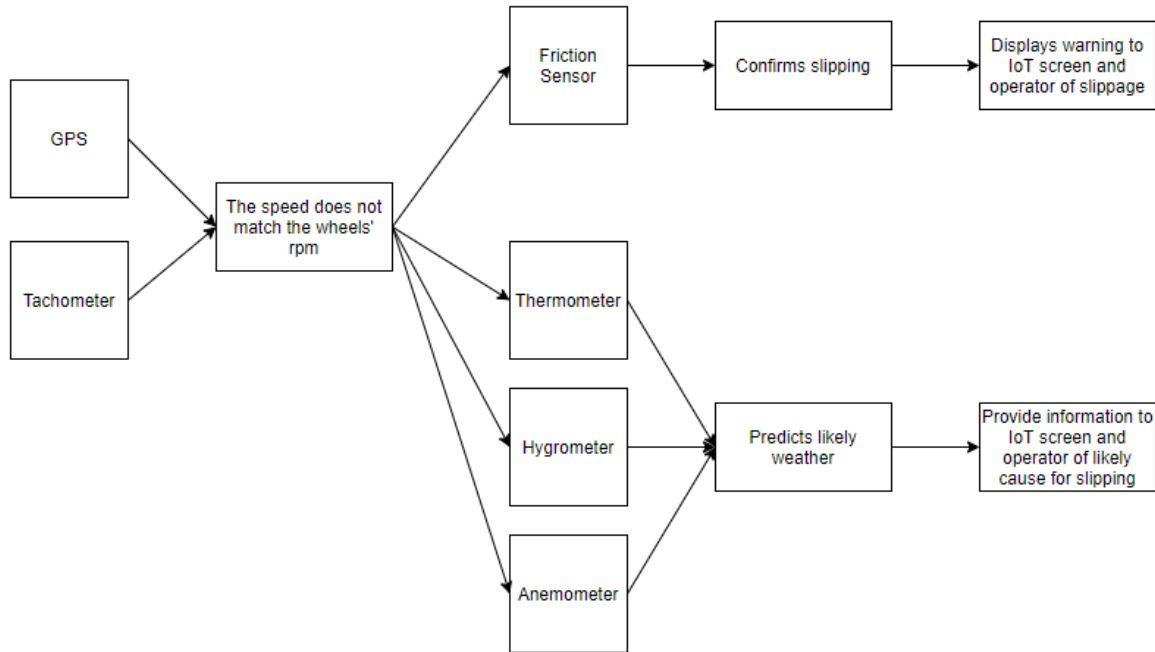 Friction
Sensor
Confirms slipping
Displays warning to
IoT screen and
operator of slippage
GPS
The speed does not
match the wheels'
rpm
Tachometer
Thermometer
Hygrometer
Predicts likely
weather
Provide information to
IoT screen and
operator of likely
cause for slipping
Anemometer